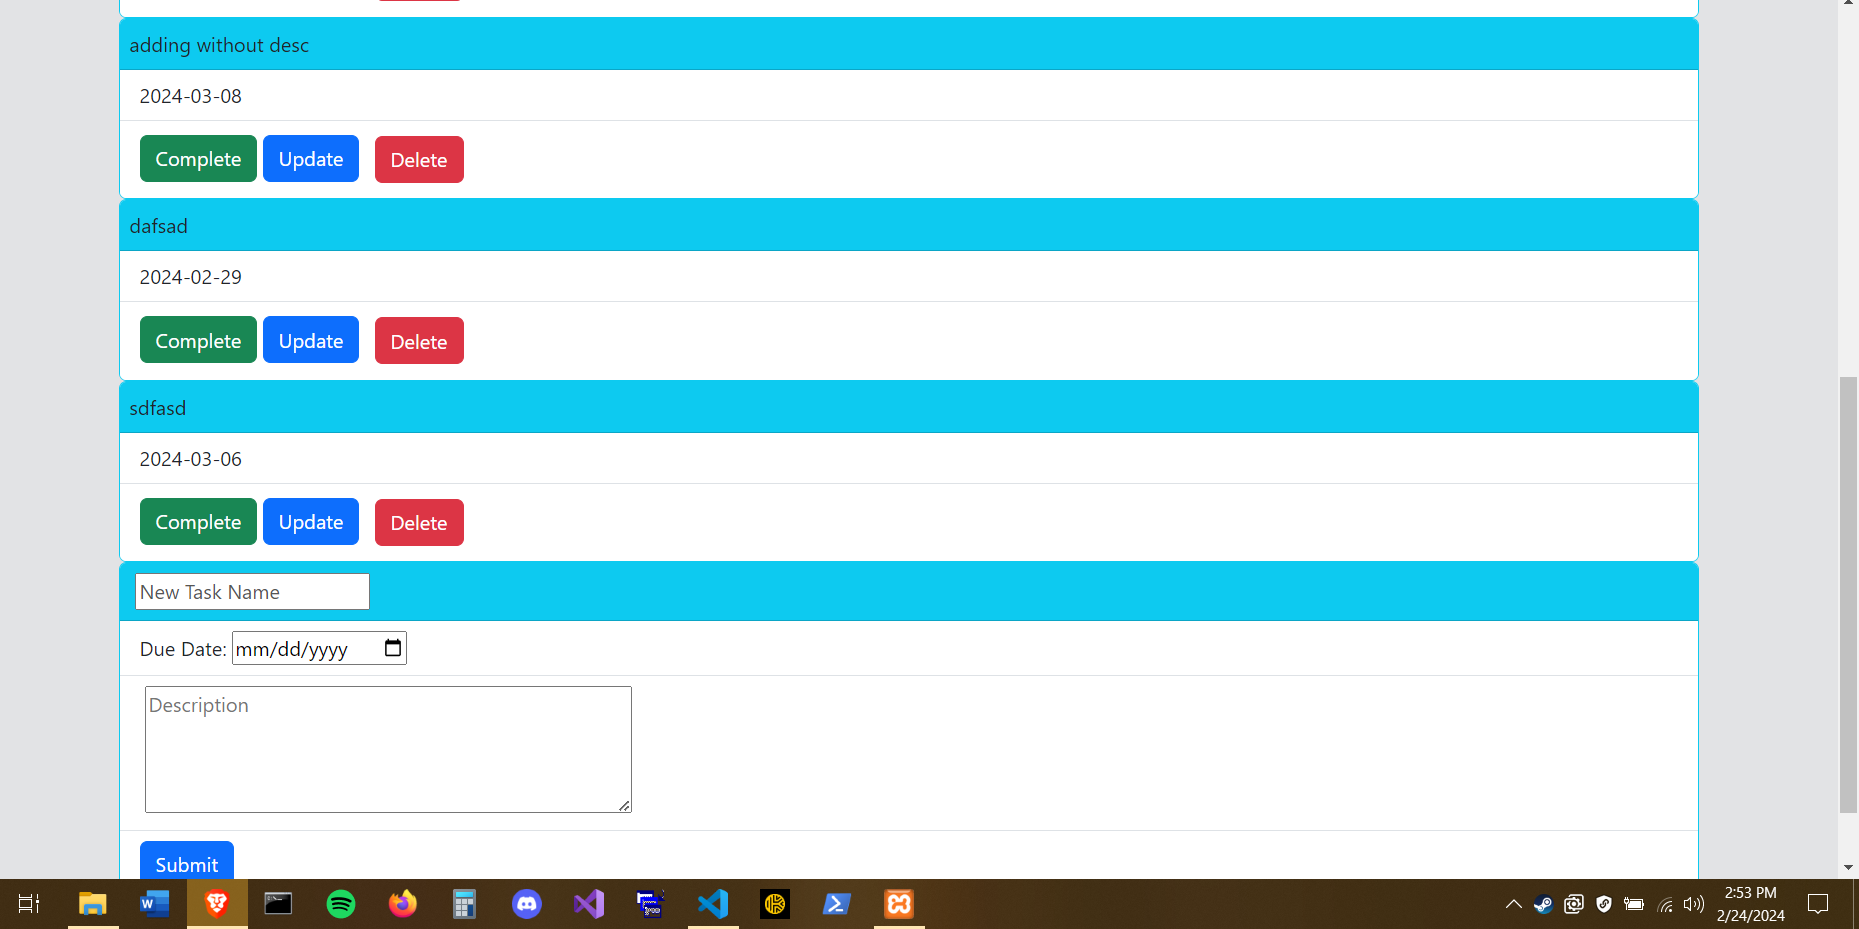 adding without desc
2024-03-08
Complete Update Delete
dafsad
2024-02-29
Complete Update Delete
sdfasd
2024-03-06
Complete Update Delete
New Task Name
Due Date: mm/dd/yyyy
Description
Submit
2:53 PM
2/24/2024